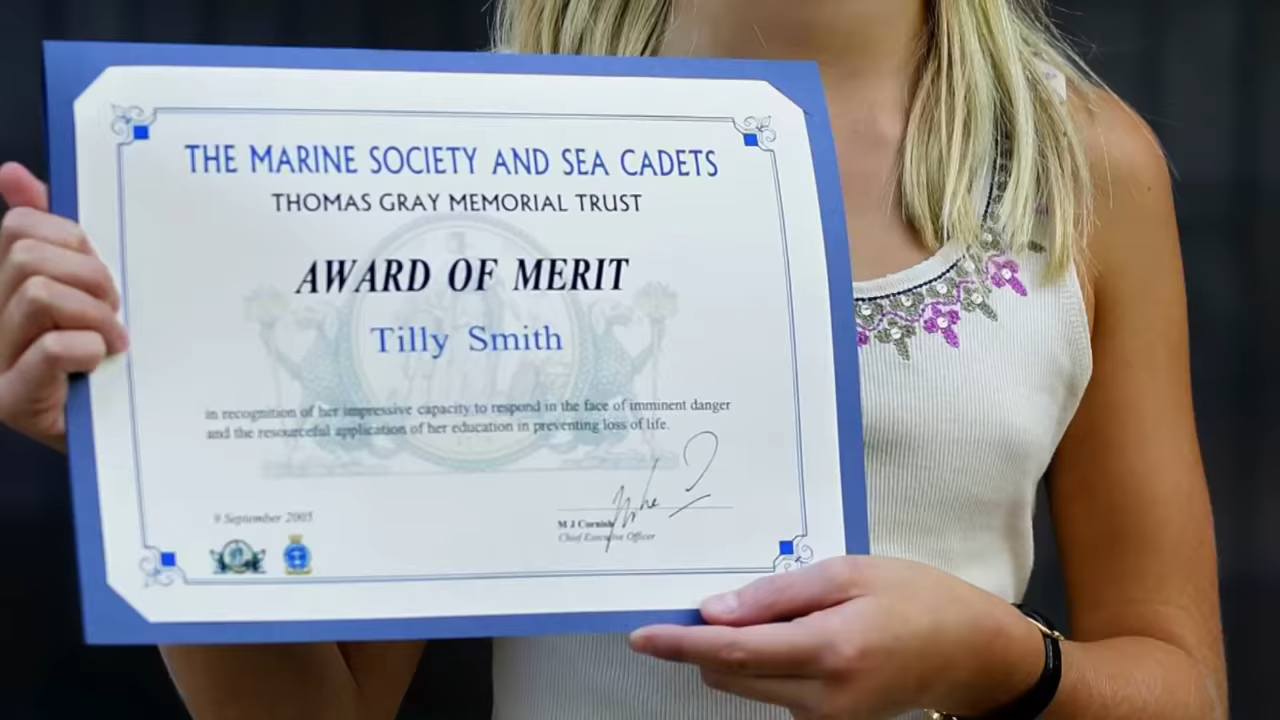 THE MARINE SOCIETY AND SEA CADETS
THOMAS GRAY MEMORIAL TRUST
AWARD OF MERIT
Tilly Smith
in recognition of her impressive capacity to respond in the face of imminent danger
and the resourceful application of her education in preventing loss of life.
9 September 2005
M J Cornish
Chief Executive Officer